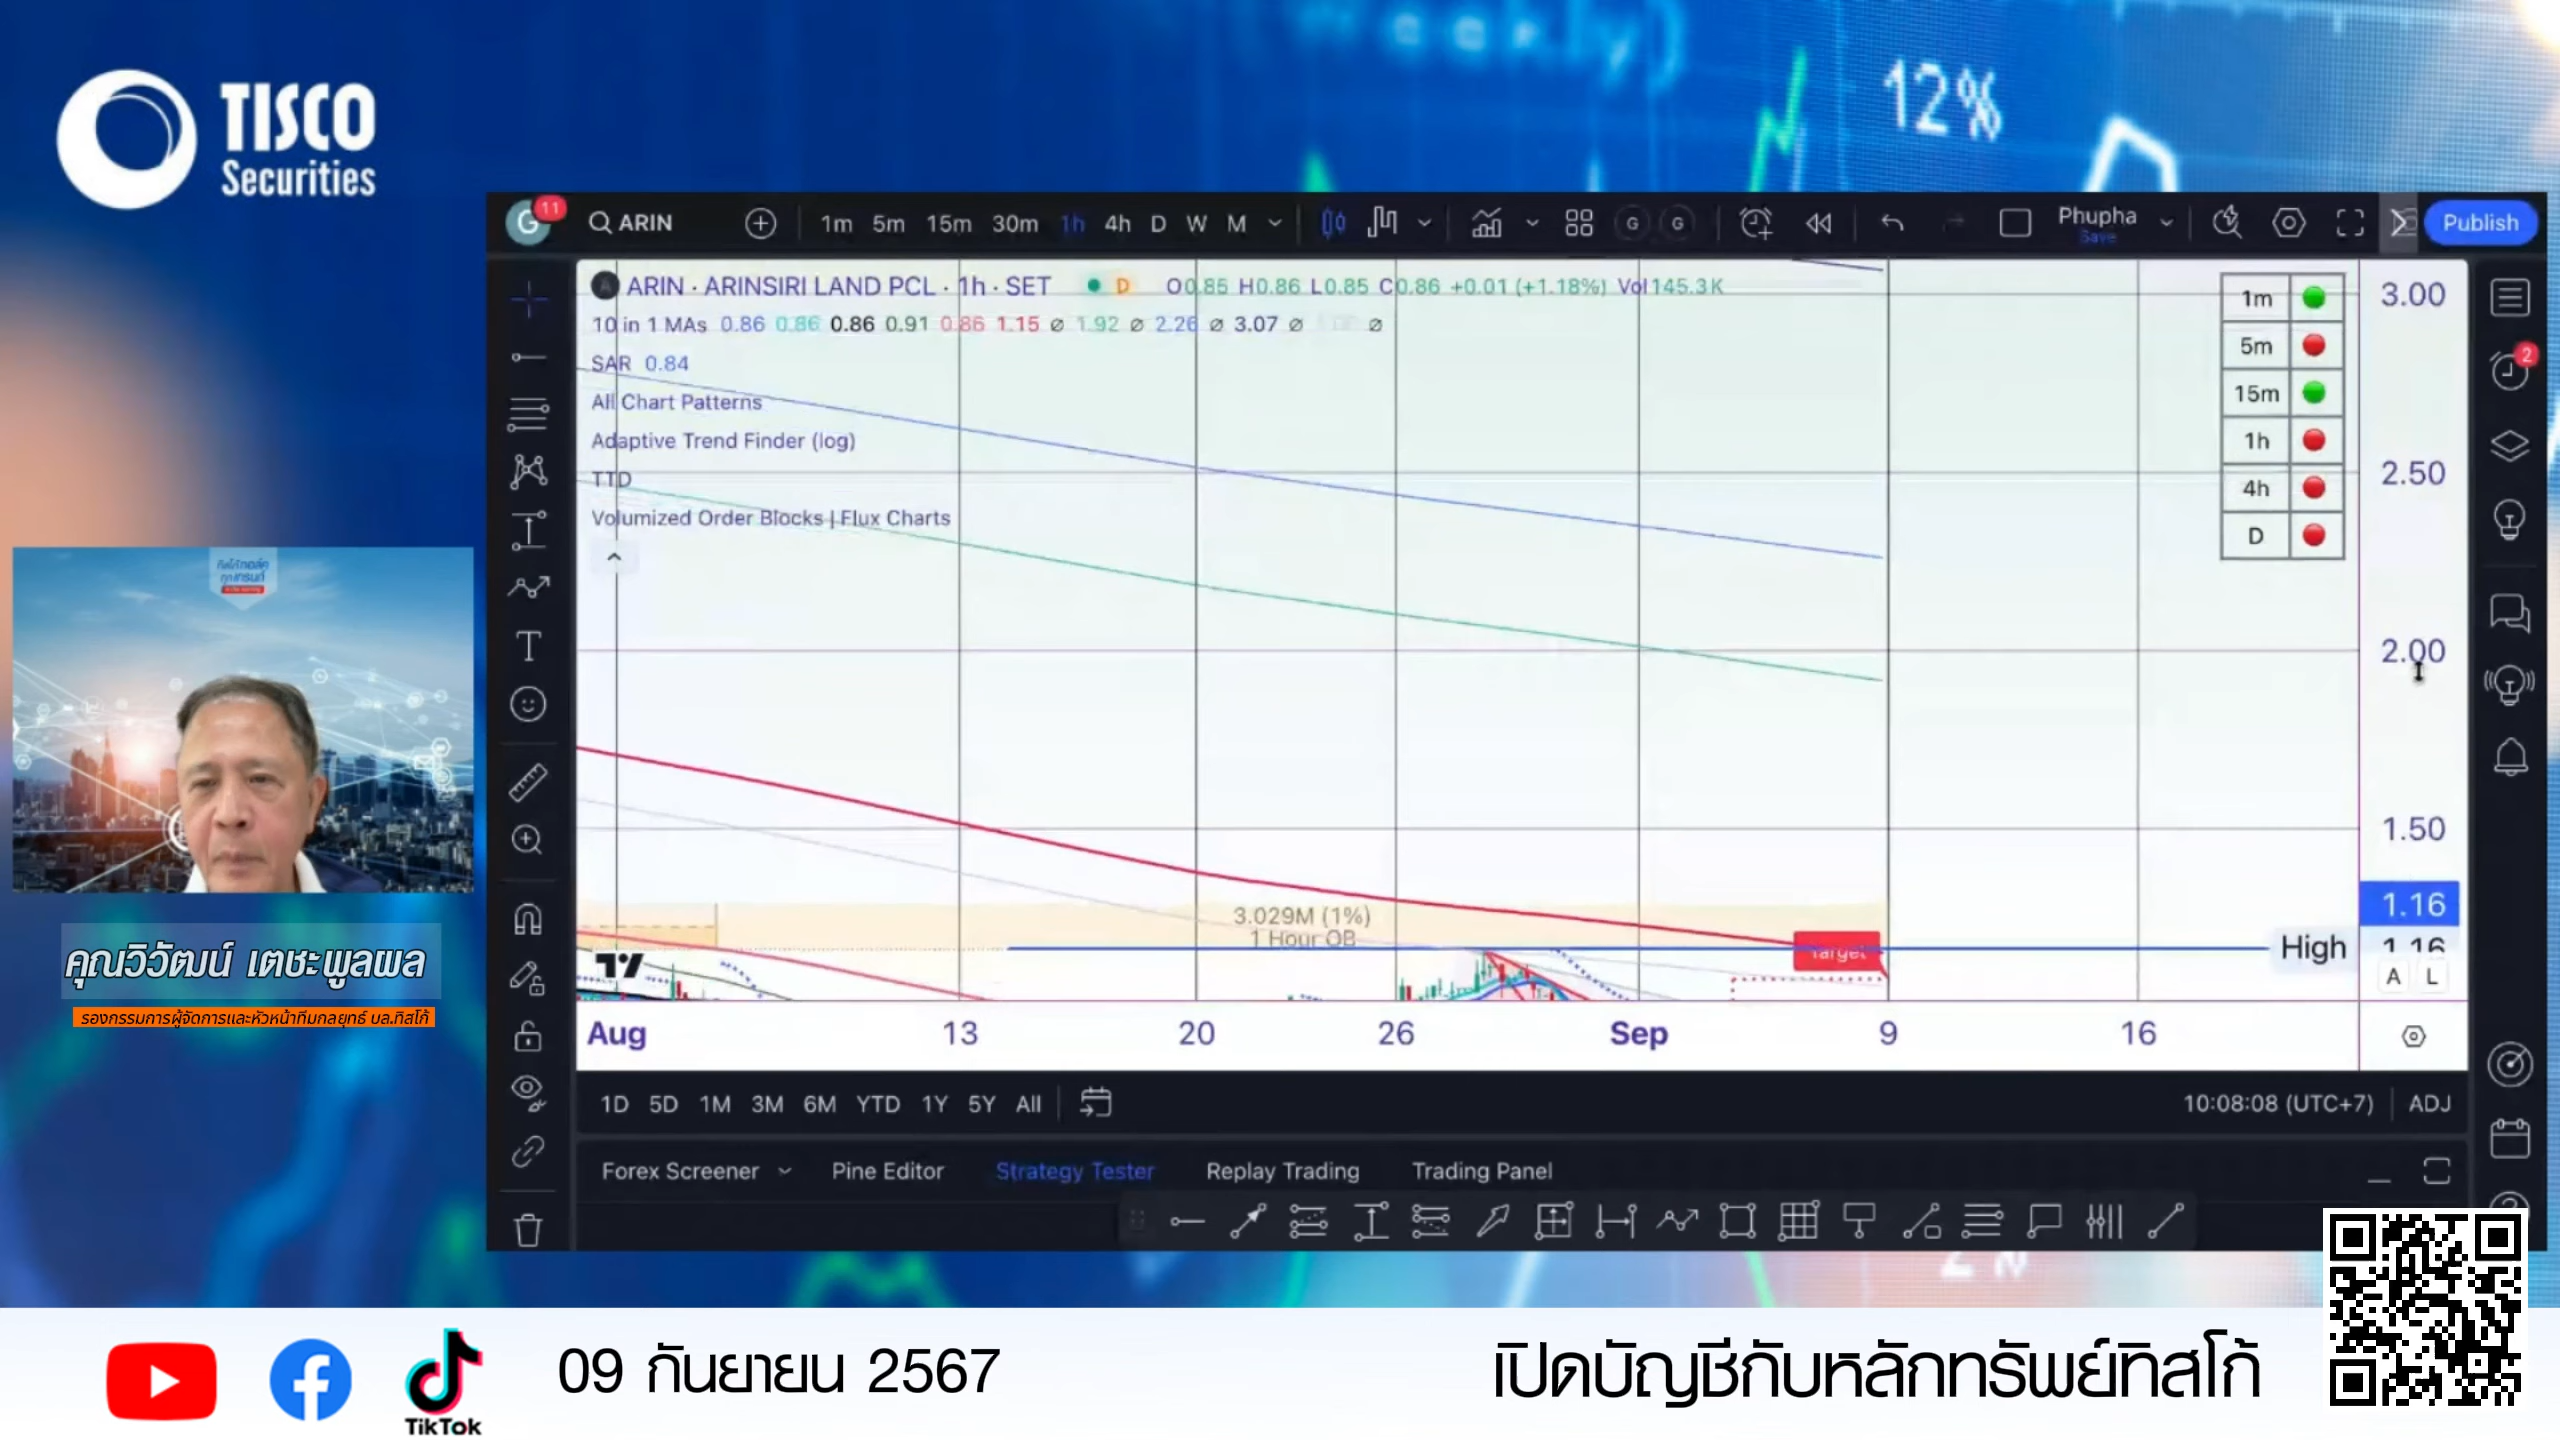 (Weekly)
12%
TISCO
Securities
G 11 ARIN 1m 5m 15m 30m 1h 4h D W M G G Phupha Save Publish
A ARIN · ARINSIRI LAND PCL · 1h · SET D O0.85 H0.86 L0.85 C0.86 +0.01 (+1.18%) Vol145.3K
10 in 1 MAs 0.86 0.86 0.86 0.91 0.86 1.15 ∅ 1.92 ∅ 2.26 ∅ 3.07 ∅ ∅
SAR 0.84
All Chart Patterns
Adaptive Trend Finder (log)
TTD
Volumized Order Blocks | Flux Charts
1m
5m
15m
1h
4h
D
3.00
2.50
2.00
1.50
1.16
High 1.16
A L
2
3.029M (1%)
1 Hour OB
Target
Aug 13 20 26 Sep 9 16
1D 5D 1M 3M 6M YTD 1Y 5Y All 10:08:08 (UTC+7) ADJ
Forex Screener Pine Editor Strategy Tester Replay Trading Trading Panel
คุณวิวัฒน์ เตชะพูลผล
รองกรรมการผู้จัดการและหัวหน้าทีมกลยุทธ์ บล.ทิสโก้
TikTok
09 กันยายน 2567
เปิดบัญชีกับหลักทรัพย์ทิสโก้